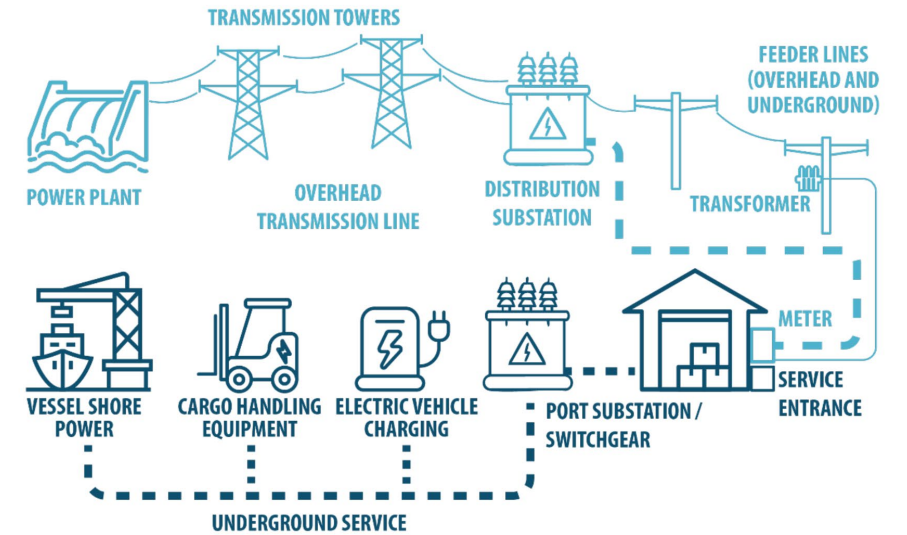 TRANSMISSION TOWERS
FEEDER LINES
(OVERHEAD AND
UNDERGROUND)
POWER PLANT
OVERHEAD
TRANSMISSION LINE
DISTRIBUTION
SUBSTATION
TRANSFORMER
METER
SERVICE
ENTRANCE
VESSEL SHORE
POWER
CARGO HANDLING
EQUIPMENT
ELECTRIC VEHICLE
CHARGING
PORT SUBSTATION /
SWITCHGEAR
UNDERGROUND SERVICE